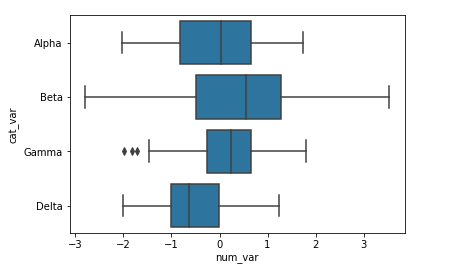 Alpha
Beta
Gamma
Delta
cat_var
−3 −2 −1 0 1 2 3
num_var